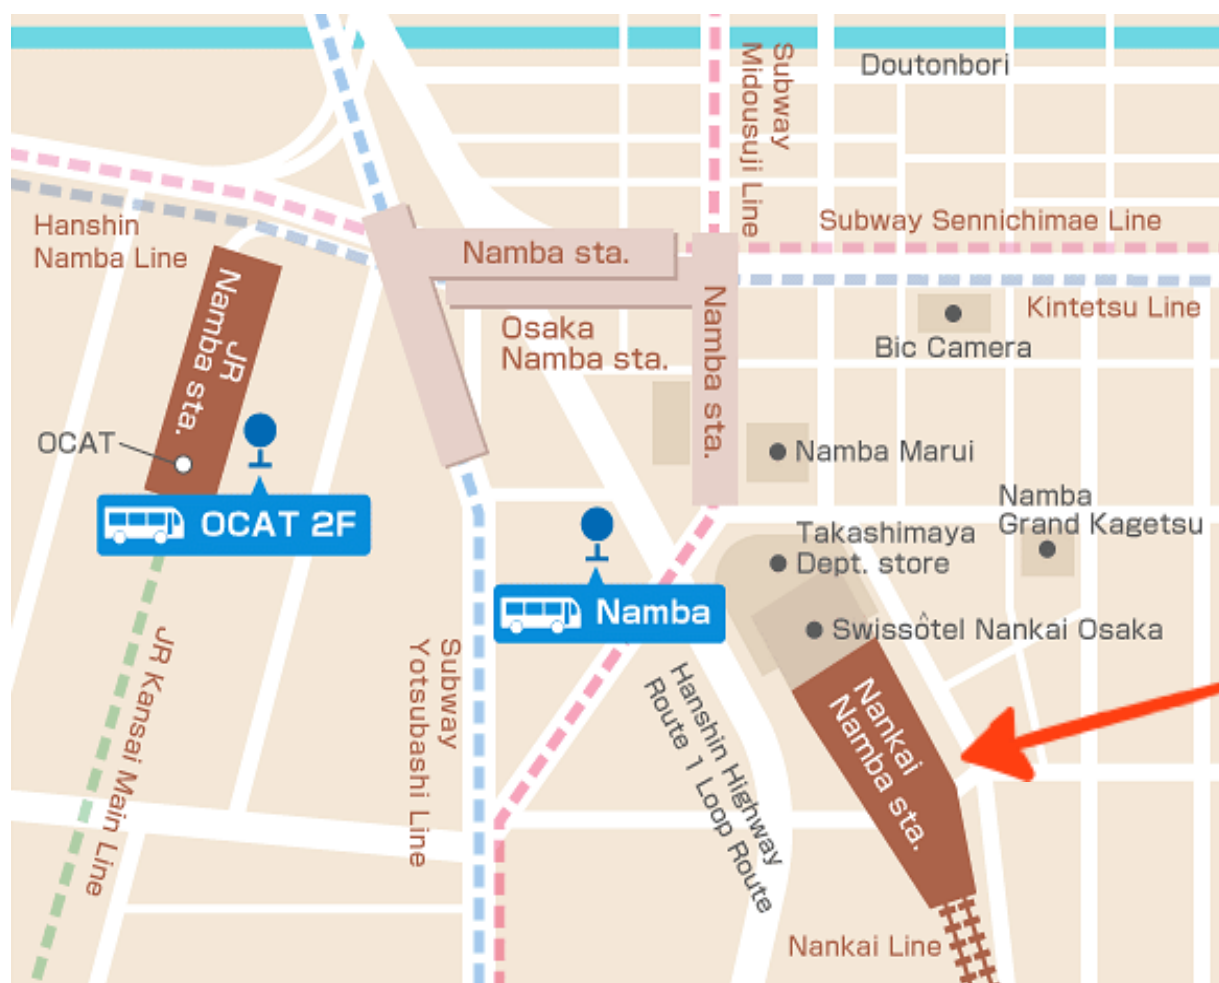 Doutonbori
Subway
Midousuji Line
Subway Sennichimae Line
Hanshin
Namba Line
Namba sta.
Kintetsu Line
JR
Namba sta.
Osaka
Namba sta.
Namba sta.
Bic Camera
OCAT
Namba Marui
Namba
Grand Kagetsu
OCAT 2F
Takashimaya
Dept. store
Namba
Swissôtel Nankai Osaka
JR Kansai Main Line
Subway
Yotsubashi Line
Hanshin Highway
Route 1 Loop Route
Nankai
Namba sta.
Nankai Line